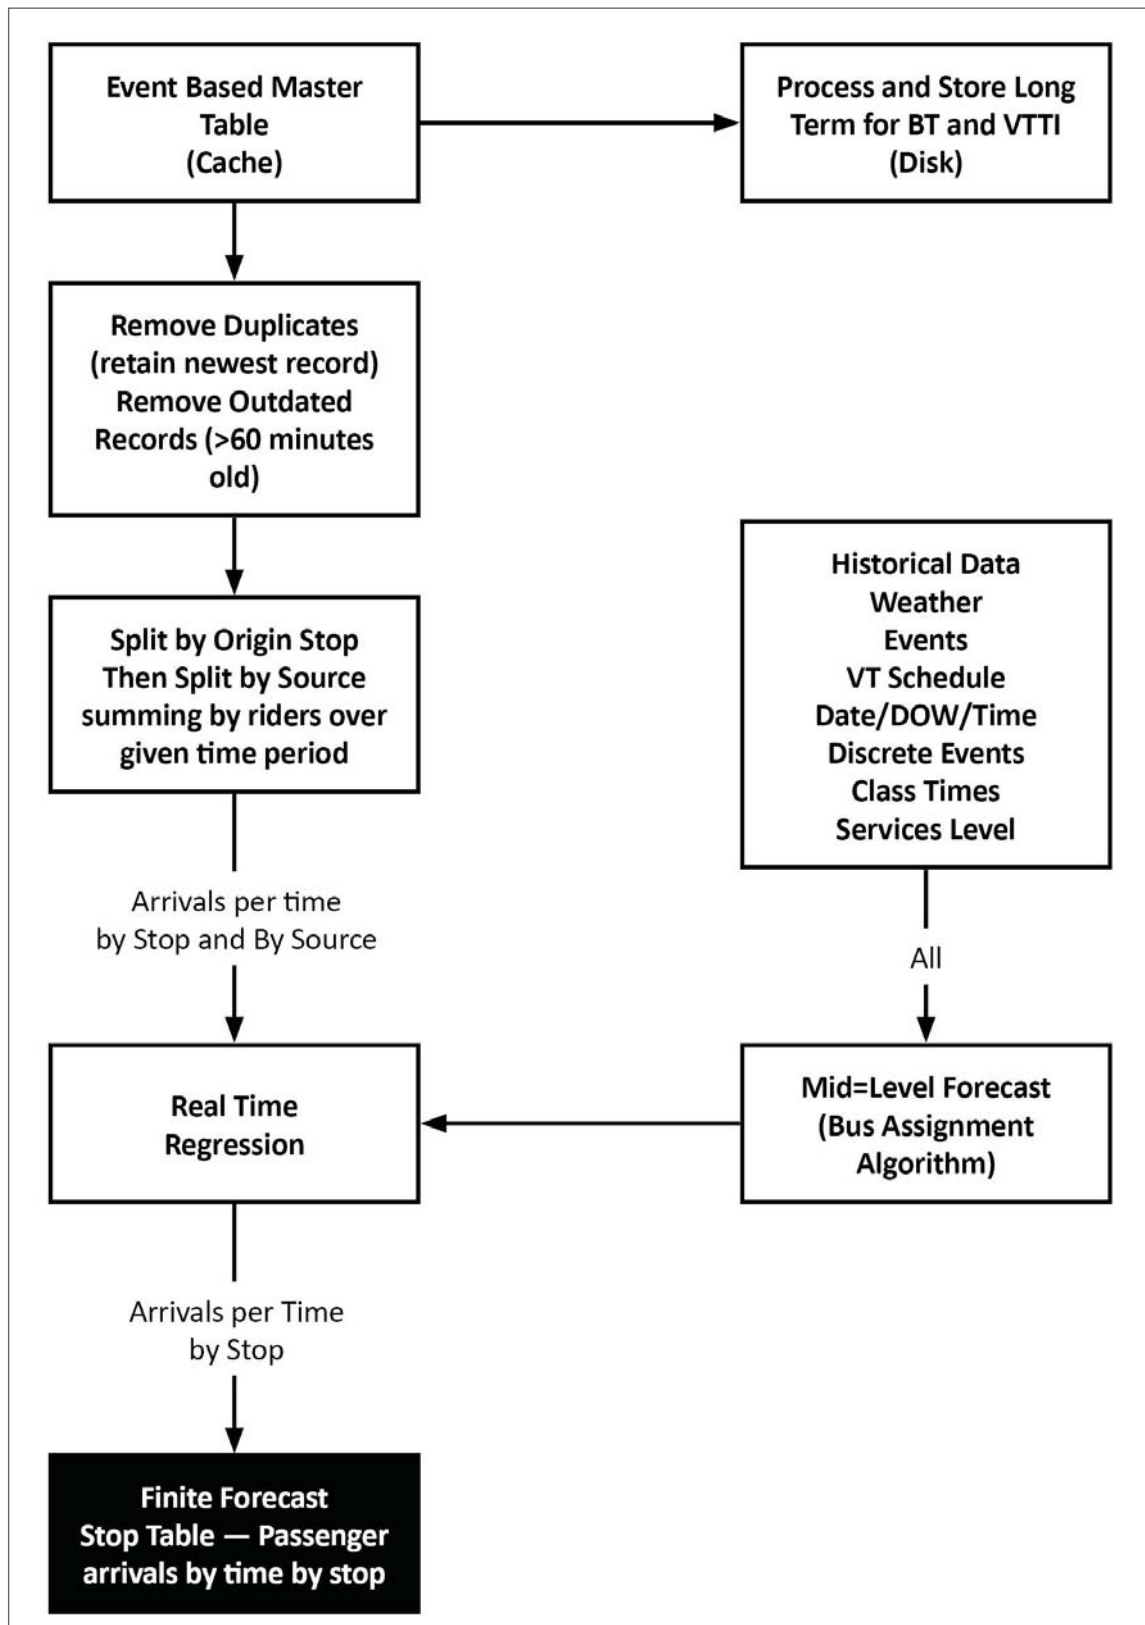 Event Based Master
Table
(Cache)
Process and Store Long
Term for BT and VTTI
(Disk)
Remove Duplicates
(retain newest record)
Remove Outdated
Records (>60 minutes
old)
Split by Origin Stop
Then Split by Source
summing by riders over
given time period
Historical Data
Weather
Events
VT Schedule
Date/DOW/Time
Discrete Events
Class Times
Services Level
Arrivals per time
by Stop and By Source
All
Real Time
Regression
Mid=Level Forecast
(Bus Assignment
Algorithm)
Arrivals per Time
by Stop
Finite Forecast
Stop Table — Passenger
arrivals by time by stop